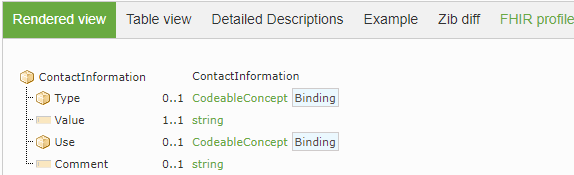 Rendered view Table view Detailed Descriptions Example Zib diff FHIR profile
ContactInformation ContactInformation
Type 0..1 CodeableConcept Binding
Value 1..1 string
Use 0..1 CodeableConcept Binding
Comment 0..1 string